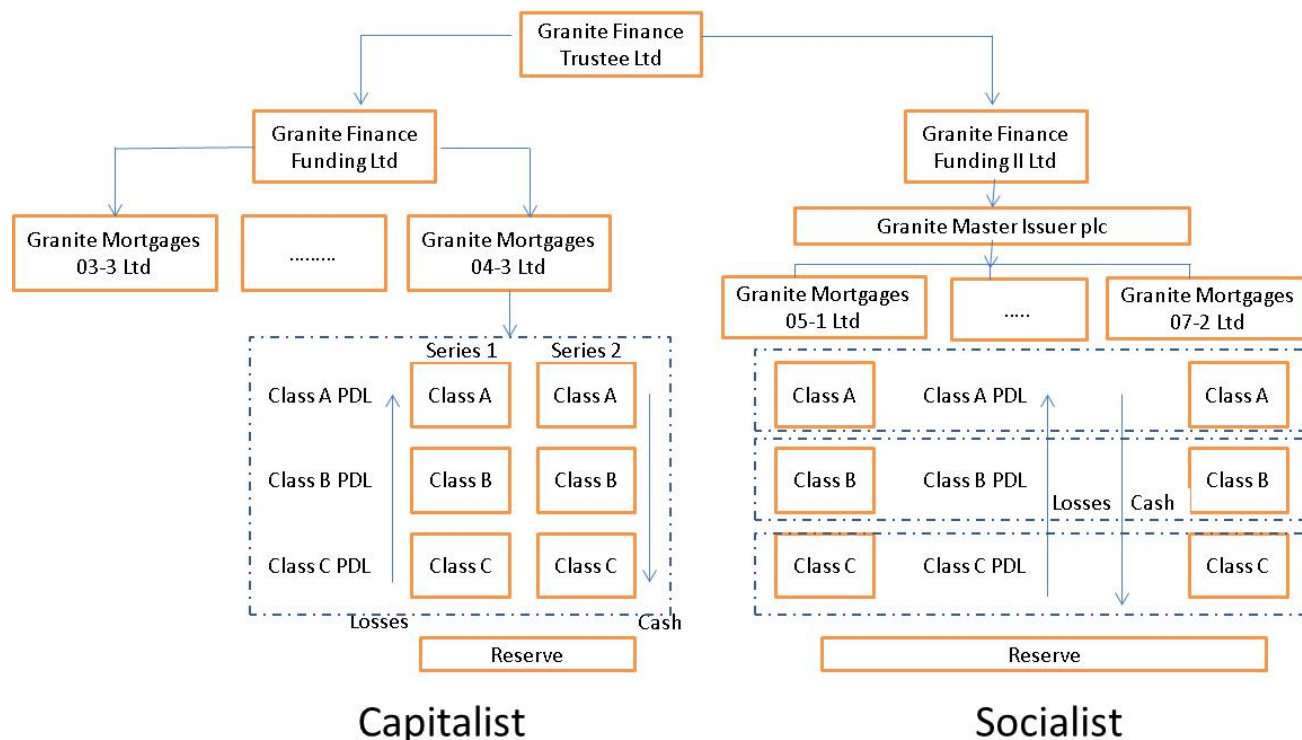 Granite Finance
Trustee Ltd
Granite Finance
Funding Ltd
Granite Finance
Funding II Ltd
Granite Mortgages
03-3 Ltd
.........
Granite Mortgages
04-3 Ltd
Granite Master Issuer plc
Granite Mortgages
05-1 Ltd
.....
Granite Mortgages
07-2 Ltd
Series 1
Series 2
Class A PDL
Class A
Class A
Class B PDL
Class B
Class B
Class C PDL
Class C
Class C
Losses
Cash
Reserve
Class A
Class A PDL
Class A
Class B
Class B PDL
Class B
Losses
Cash
Class C
Class C PDL
Class C
Reserve
Capitalist
Socialist